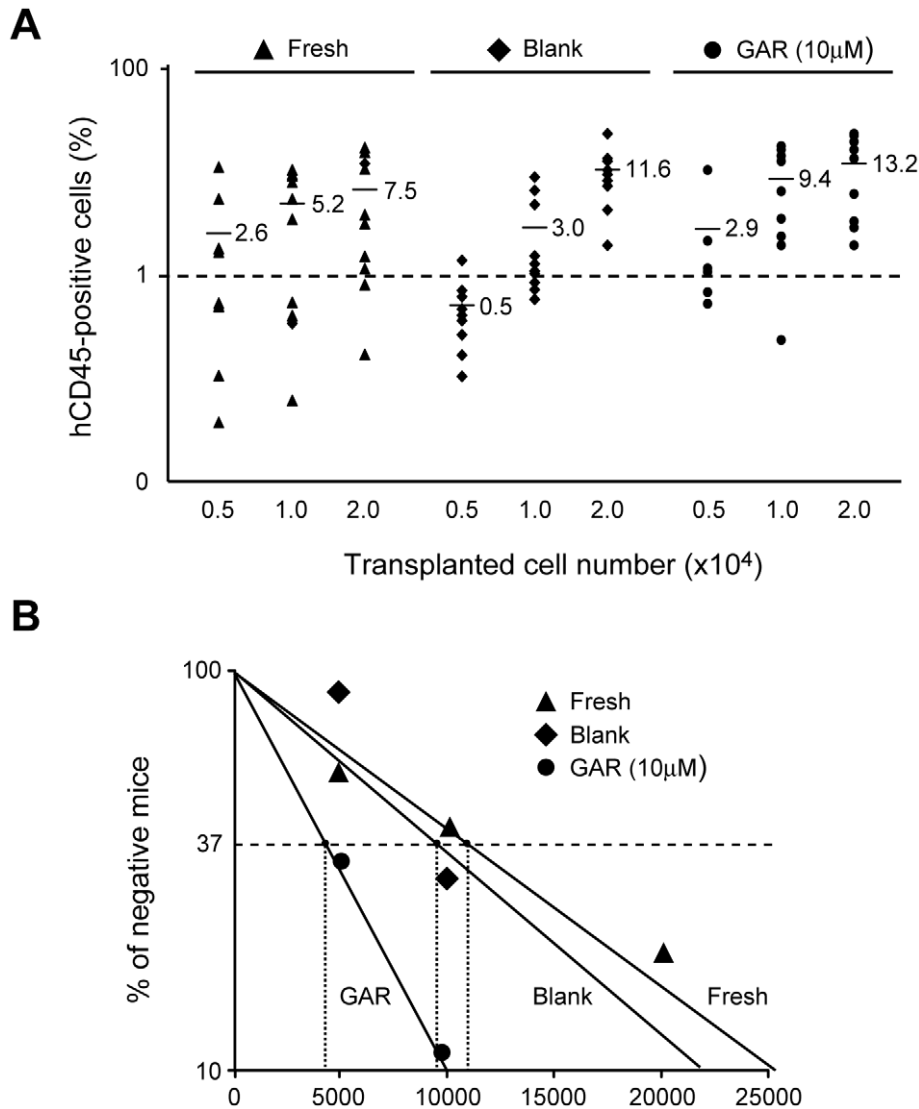 A
▲ Fresh ◆ Blank ● GAR (10μM)
100
hCD45-positive cells (%)
11.6
13.2
7.5
9.4
5.2
3.0
2.9
2.6
1
0.5
0
0.5 1.0 2.0 0.5 1.0 2.0 0.5 1.0 2.0
Transplanted cell number (x10⁴)
B
100
▲ Fresh
◆ Blank
● GAR (10μM)
% of negative mice
37
GAR Blank Fresh
10
0 5000 10000 15000 20000 25000